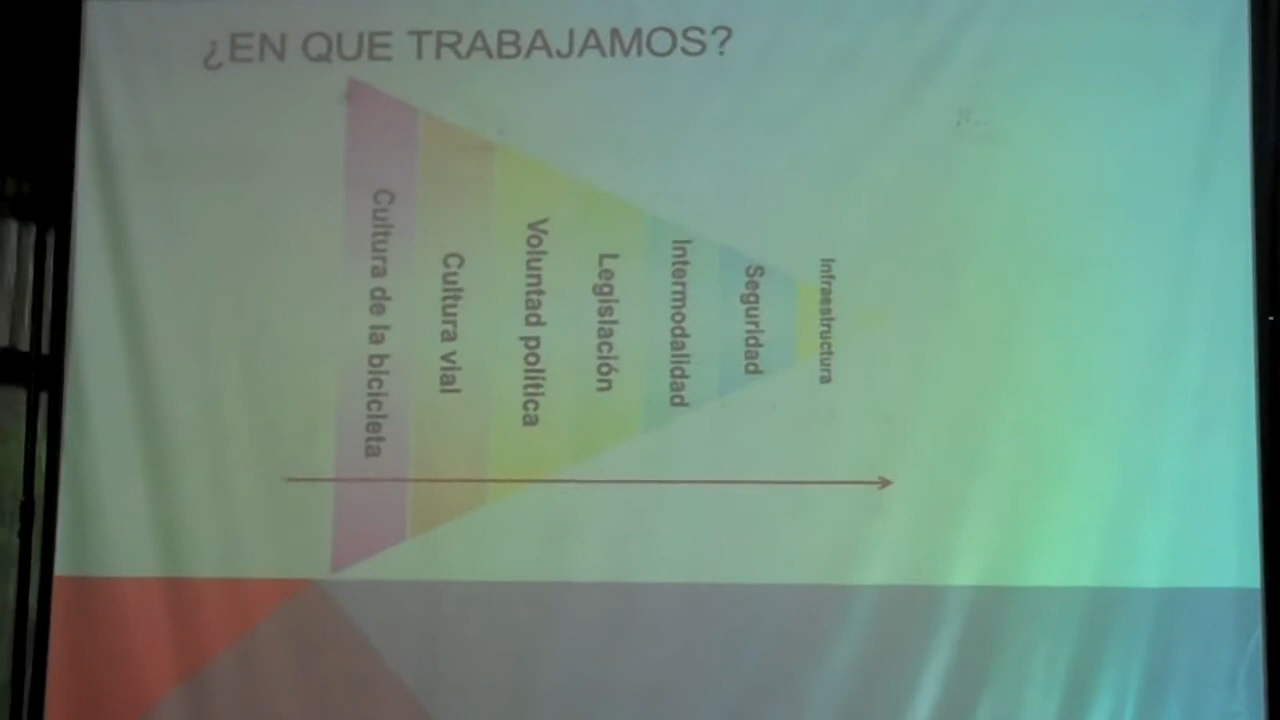 ¿EN QUE TRABAJAMOS?
Cultura de la bicicleta
Cultura vial
Voluntad política
Legislación
Intermodalidad
Seguridad
Infraestructura